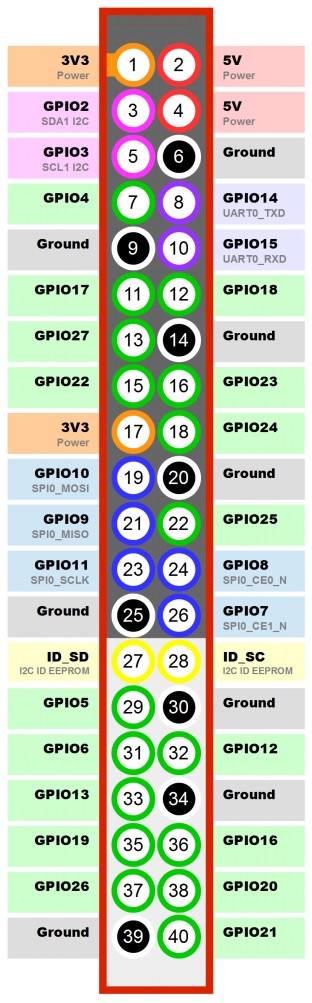 3V3 1 2 5V
Power Power
GPIO2 3 4 5V
SDA1 I2C Power
GPIO3 5 6 Ground
SCL1 I2C
GPIO4 7 8 GPIO14
UART0_TXD
Ground 9 10 GPIO15
UART0_RXD
GPIO17 11 12 GPIO18
GPIO27 13 14 Ground
GPIO22 15 16 GPIO23
3V3 17 18 GPIO24
Power
GPIO10 19 20 Ground
SPI0_MOSI
GPIO9 21 22 GPIO25
SPI0_MISO
GPIO11 23 24 GPIO8
SPI0_SCLK SPI0_CE0_N
Ground 25 26 GPIO7
SPI0_CE1_N
ID_SD 27 28 ID_SC
I2C ID EEPROM I2C ID EEPROM
GPIO5 29 30 Ground
GPIO6 31 32 GPIO12
GPIO13 33 34 Ground
GPIO19 35 36 GPIO16
GPIO26 37 38 GPIO20
Ground 39 40 GPIO21